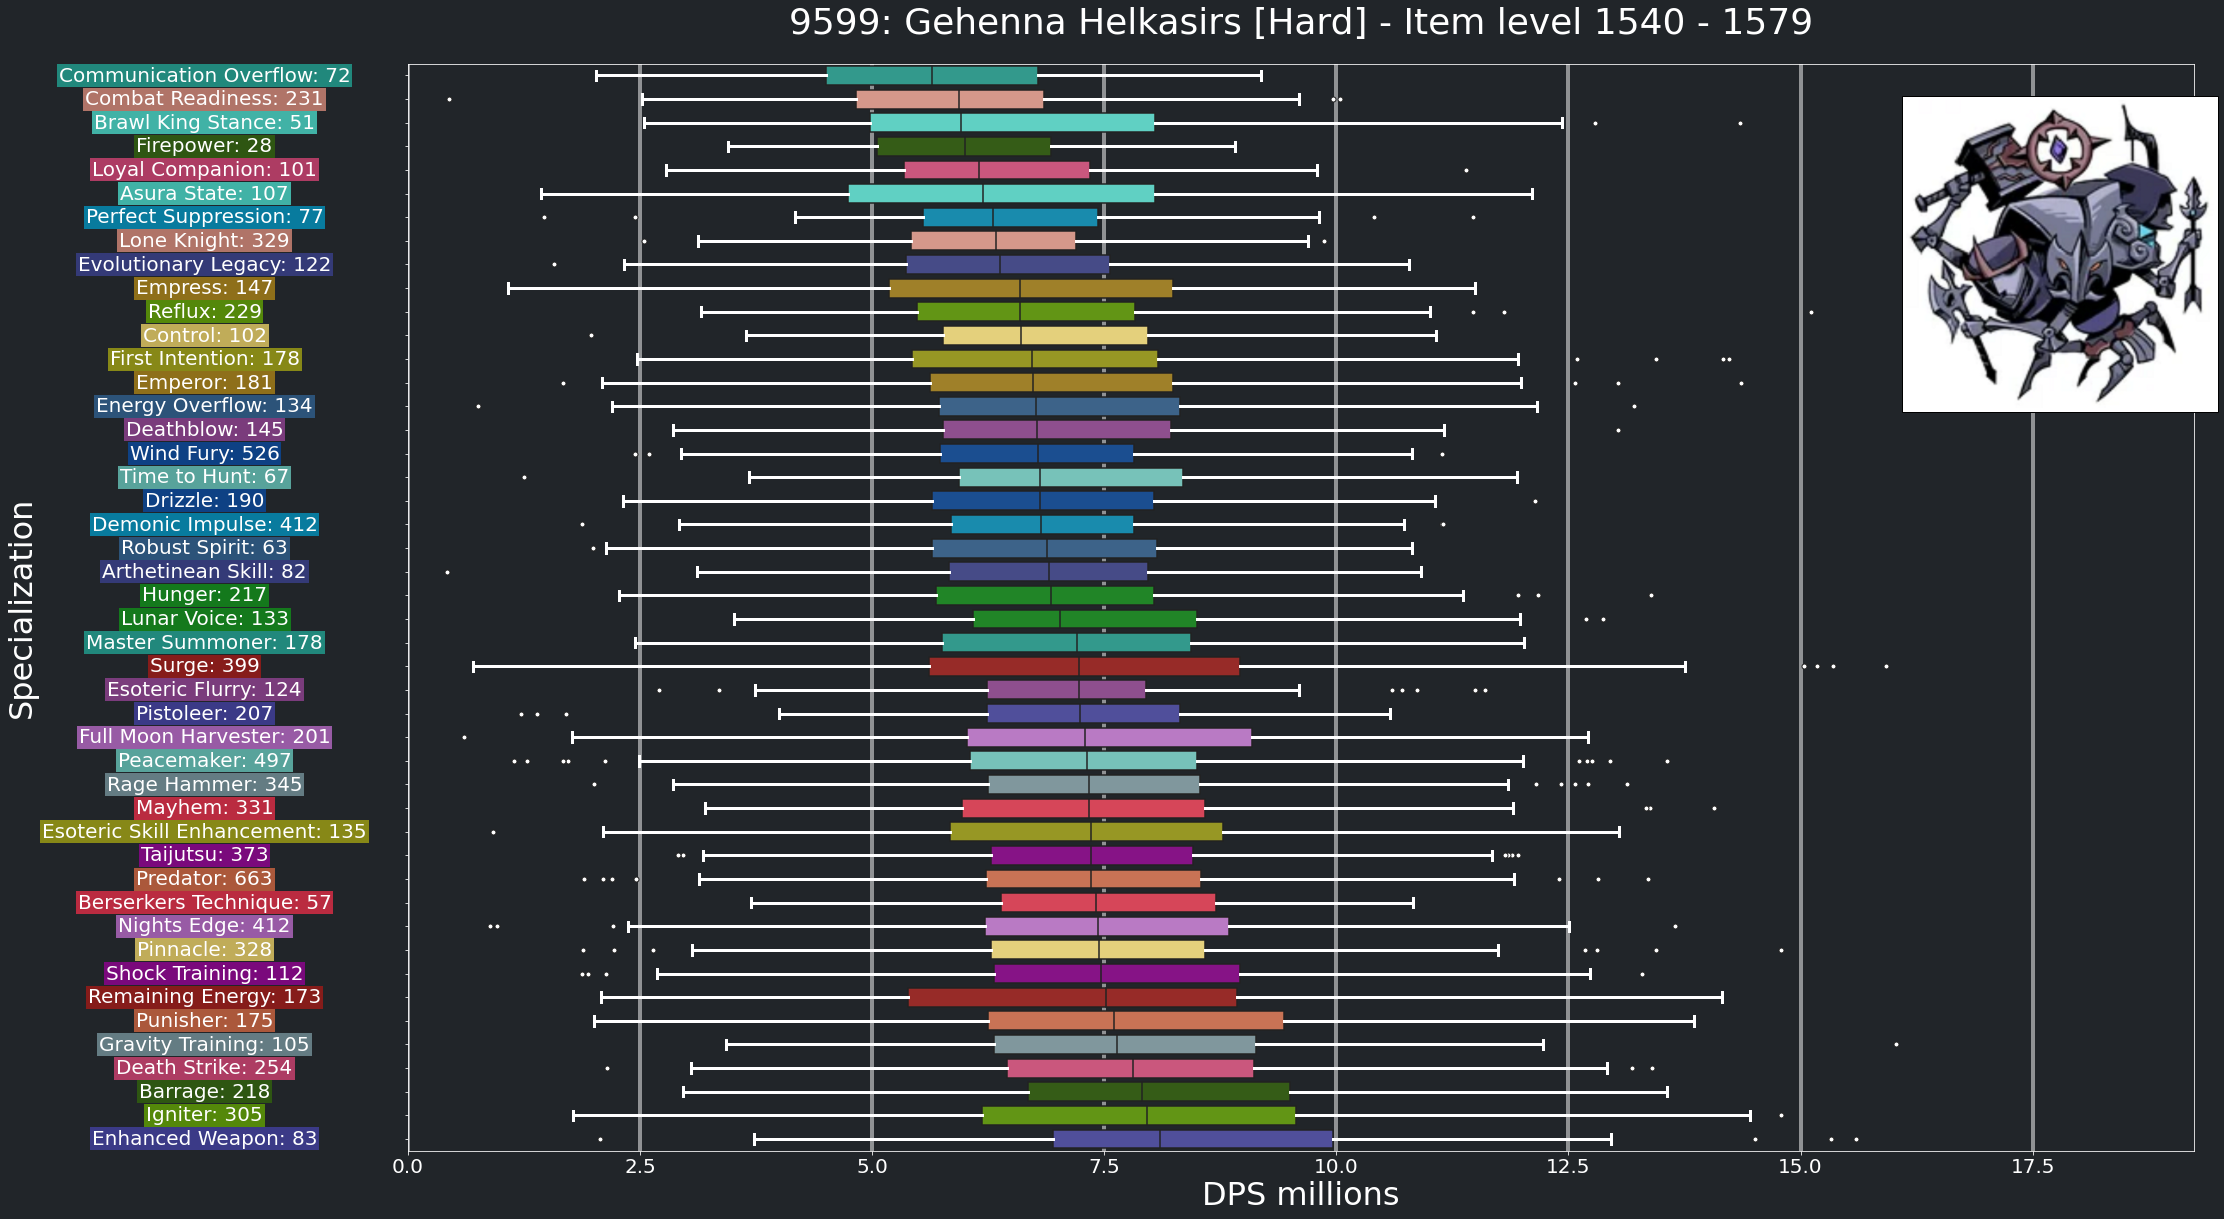 9599: Gehenna Helkasirs [Hard] - Item level 1540 - 1579
Communication Overflow: 72
Combat Readiness: 231
Brawl King Stance: 51
Firepower: 28
Loyal Companion: 101
Asura State: 107
Perfect Suppression: 77
Lone Knight: 329
Evolutionary Legacy: 122
Empress: 147
Reflux: 229
Control: 102
First Intention: 178
Emperor: 181
Energy Overflow: 134
Deathblow: 145
Wind Fury: 526
Time to Hunt: 67
Drizzle: 190
Demonic Impulse: 412
Robust Spirit: 63
Arthetinean Skill: 82
Hunger: 217
Lunar Voice: 133
Master Summoner: 178
Surge: 399
Esoteric Flurry: 124
Pistoleer: 207
Full Moon Harvester: 201
Peacemaker: 497
Rage Hammer: 345
Mayhem: 331
Esoteric Skill Enhancement: 135
Taijutsu: 373
Predator: 663
Berserkers Technique: 57
Nights Edge: 412
Pinnacle: 328
Shock Training: 112
Remaining Energy: 173
Punisher: 175
Gravity Training: 105
Death Strike: 254
Barrage: 218
Igniter: 305
Enhanced Weapon: 83
Specialization
0.0 2.5 5.0 7.5 10.0 12.5 15.0 17.5
DPS millions